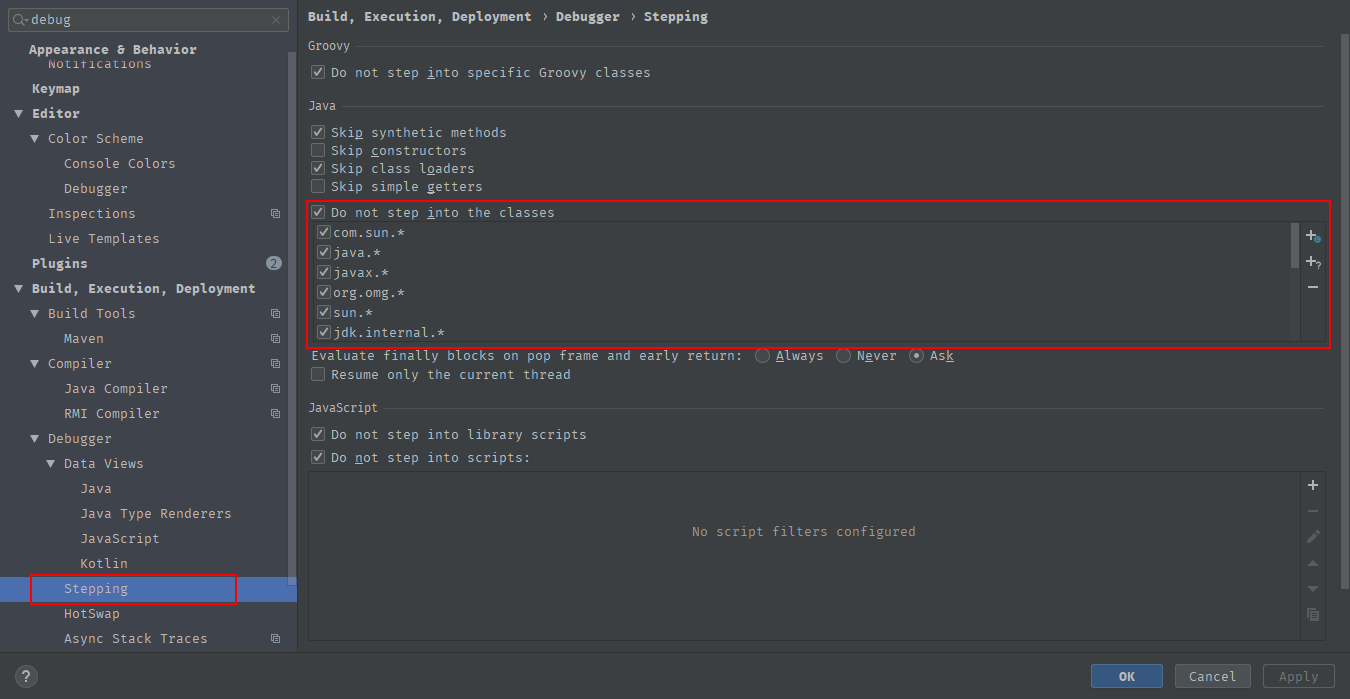 debug
Appearance & Behavior
Notifications
Keymap
Editor
Color Scheme
Console Colors
Debugger
Inspections
Live Templates
Plugins 2
Build, Execution, Deployment
Build Tools
Maven
Compiler
Java Compiler
RMI Compiler
Debugger
Data Views
Java
Java Type Renderers
JavaScript
Kotlin
Stepping
HotSwap
Async Stack Traces
Build, Execution, Deployment › Debugger › Stepping
Groovy
Do not step into specific Groovy classes
Java
Skip synthetic methods
Skip constructors
Skip class loaders
Skip simple getters
Do not step into the classes
com.sun.*
java.*
javax.*
org.omg.*
sun.*
jdk.internal.*
Evaluate finally blocks on pop frame and early return: Always Never Ask
Resume only the current thread
JavaScript
Do not step into library scripts
Do not step into scripts:
No script filters configured
? OK Cancel Apply